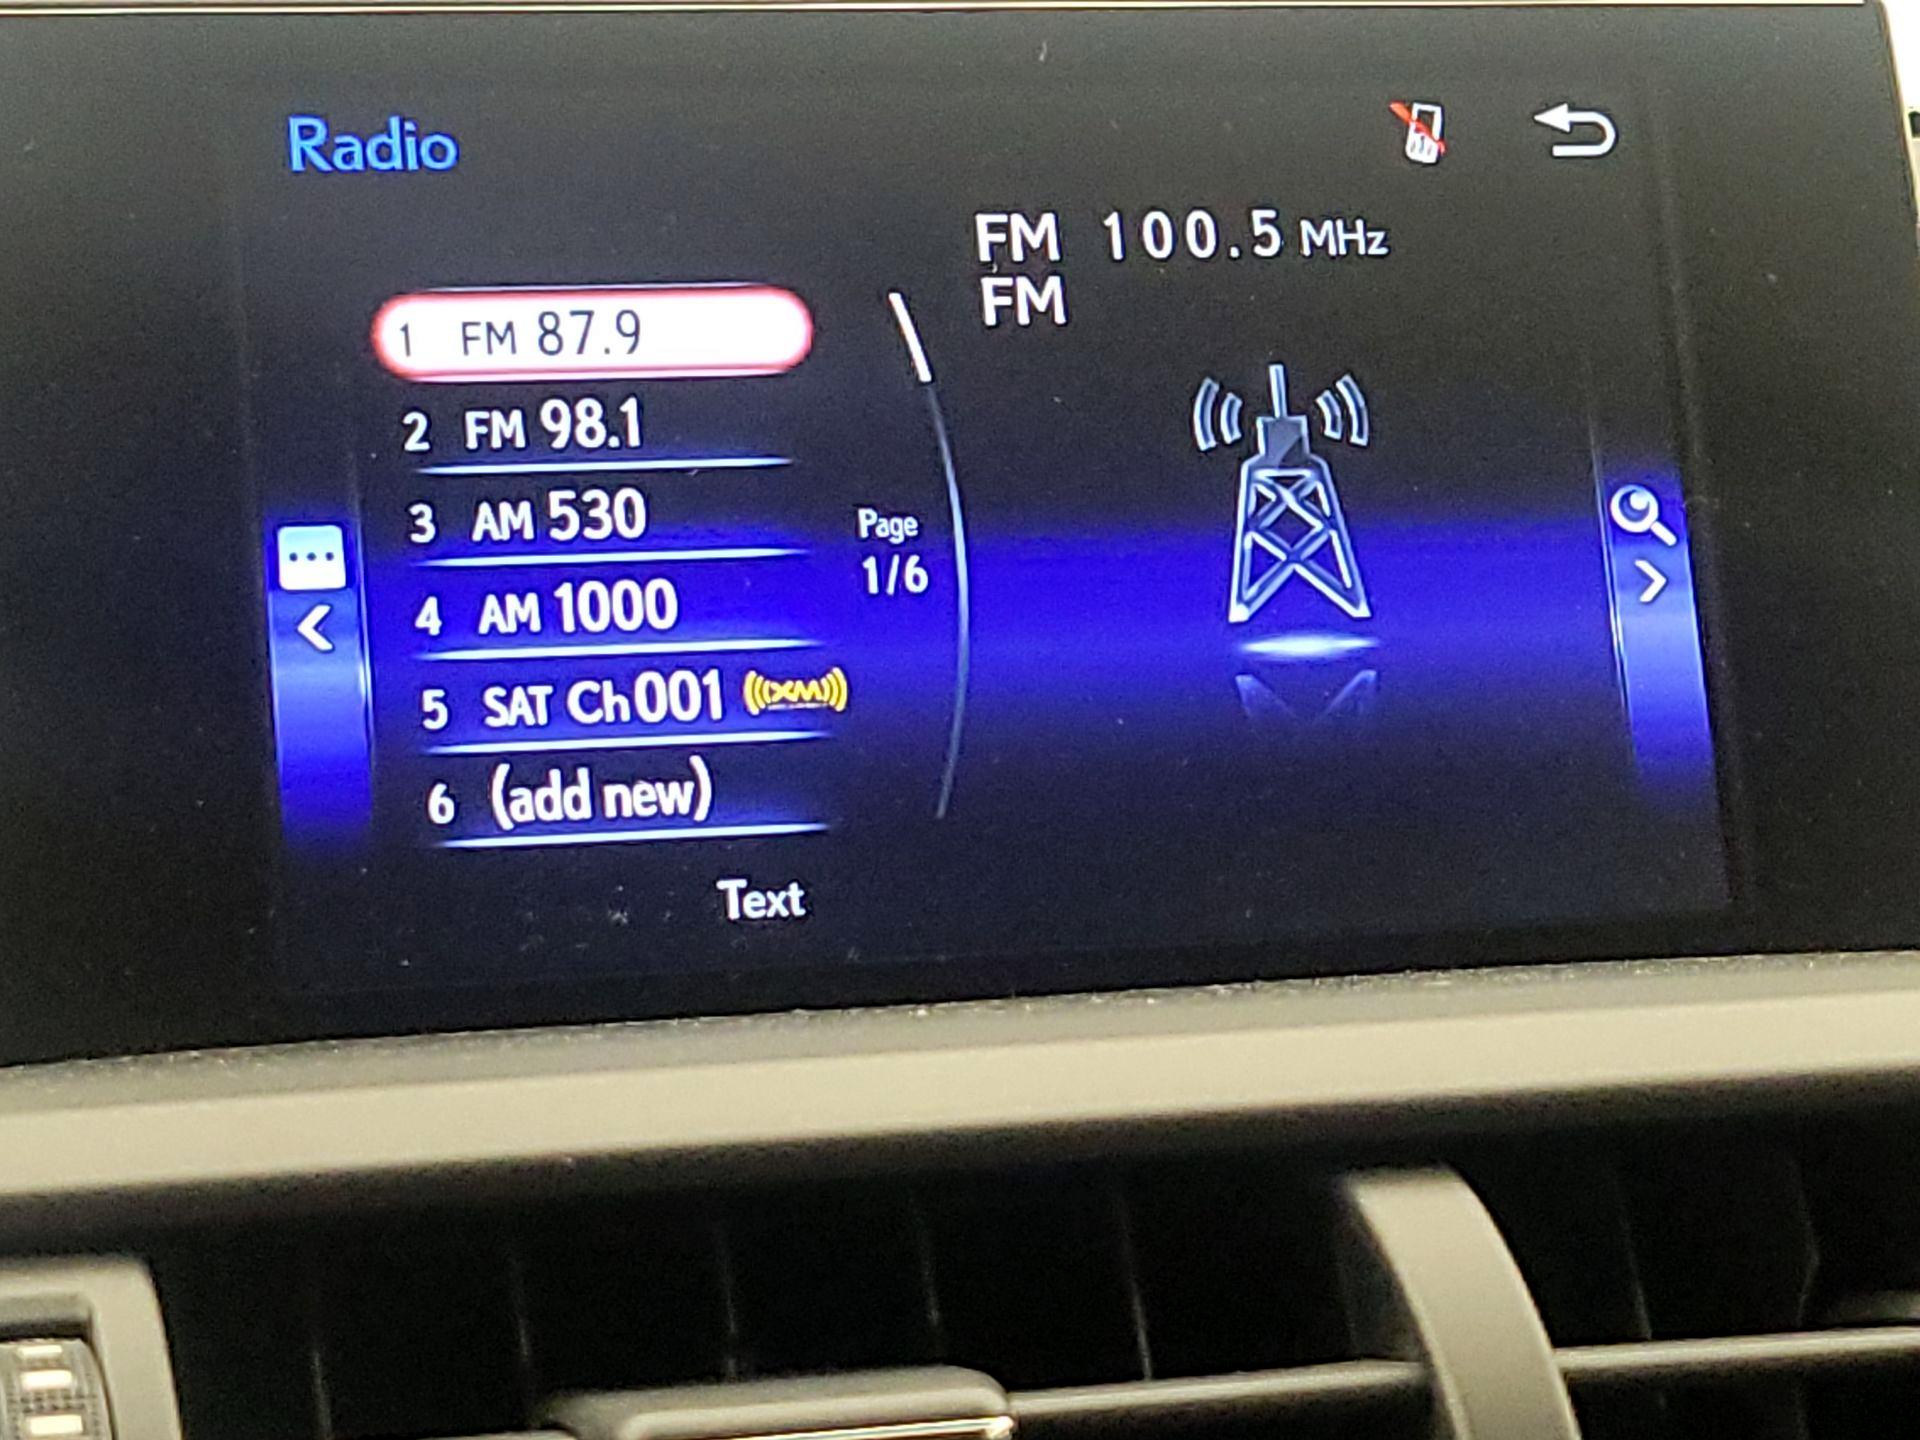 Radio
FM 100.5 MHz
FM
1 FM 87.9
2 FM 98.1
3 AM 530
4 AM 1000
5 SAT Ch001 ((XM))
6 (add new)
Page
1/6
Text